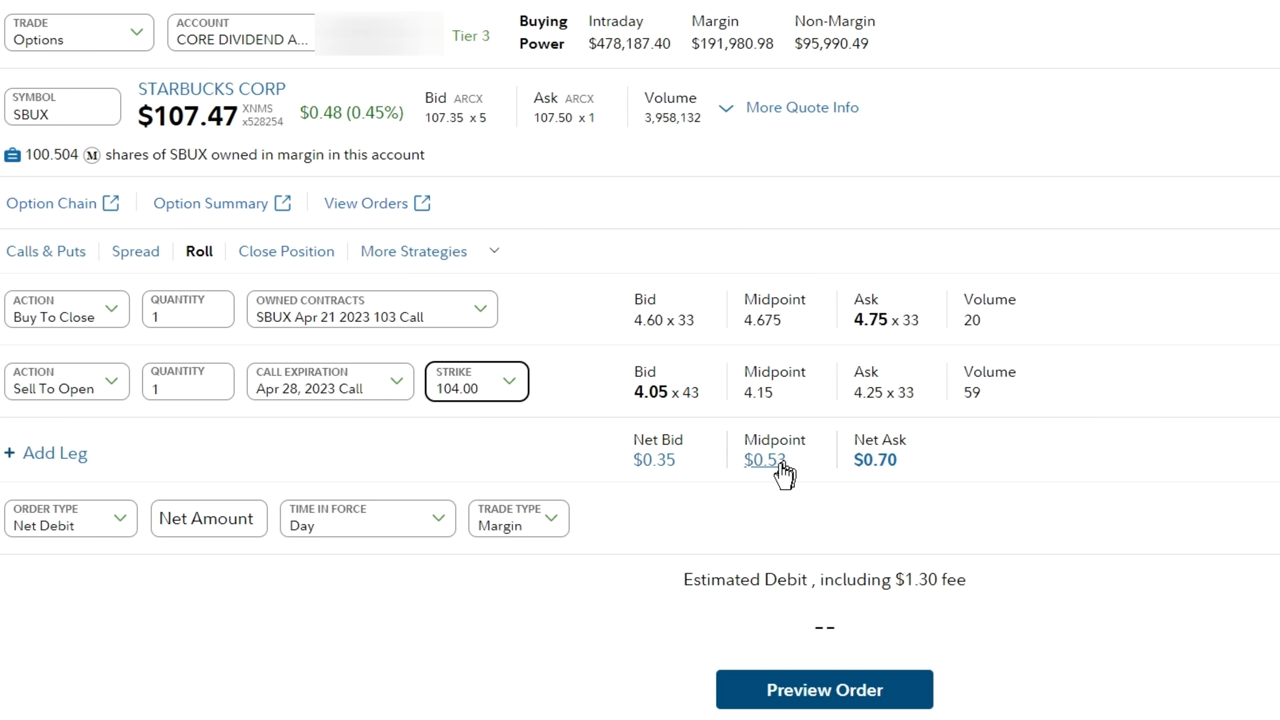 TRADE
Options
ACCOUNT
CORE DIVIDEND A...
Tier 3
Buying Power
Intraday
$478,187.40
Margin
$191,980.98
Non-Margin
$95,990.49
SYMBOL
SBUX
STARBUCKS CORP
$107.47
XNMS
x528254
$0.48 (0.45%)
Bid ARCX
107.35 x 5
Ask ARCX
107.50 x 1
Volume
3,958,132
More Quote Info
100.504 M shares of SBUX owned in margin in this account
Option Chain
Option Summary
View Orders
Calls & Puts
Spread
Roll
Close Position
More Strategies
ACTION
Buy To Close
QUANTITY
1
OWNED CONTRACTS
SBUX Apr 21 2023 103 Call
Bid
4.60 x 33
Midpoint
4.675
Ask
4.75 x 33
Volume
20
ACTION
Sell To Open
QUANTITY
1
CALL EXPIRATION
Apr 28, 2023 Call
STRIKE
104.00
Bid
4.05 x 43
Midpoint
4.15
Ask
4.25 x 33
Volume
59
+ Add Leg
Net Bid
$0.35
Midpoint
$0.53
Net Ask
$0.70
ORDER TYPE
Net Debit
Net Amount
TIME IN FORCE
Day
TRADE TYPE
Margin
Estimated Debit , including $1.30 fee
--
Preview Order